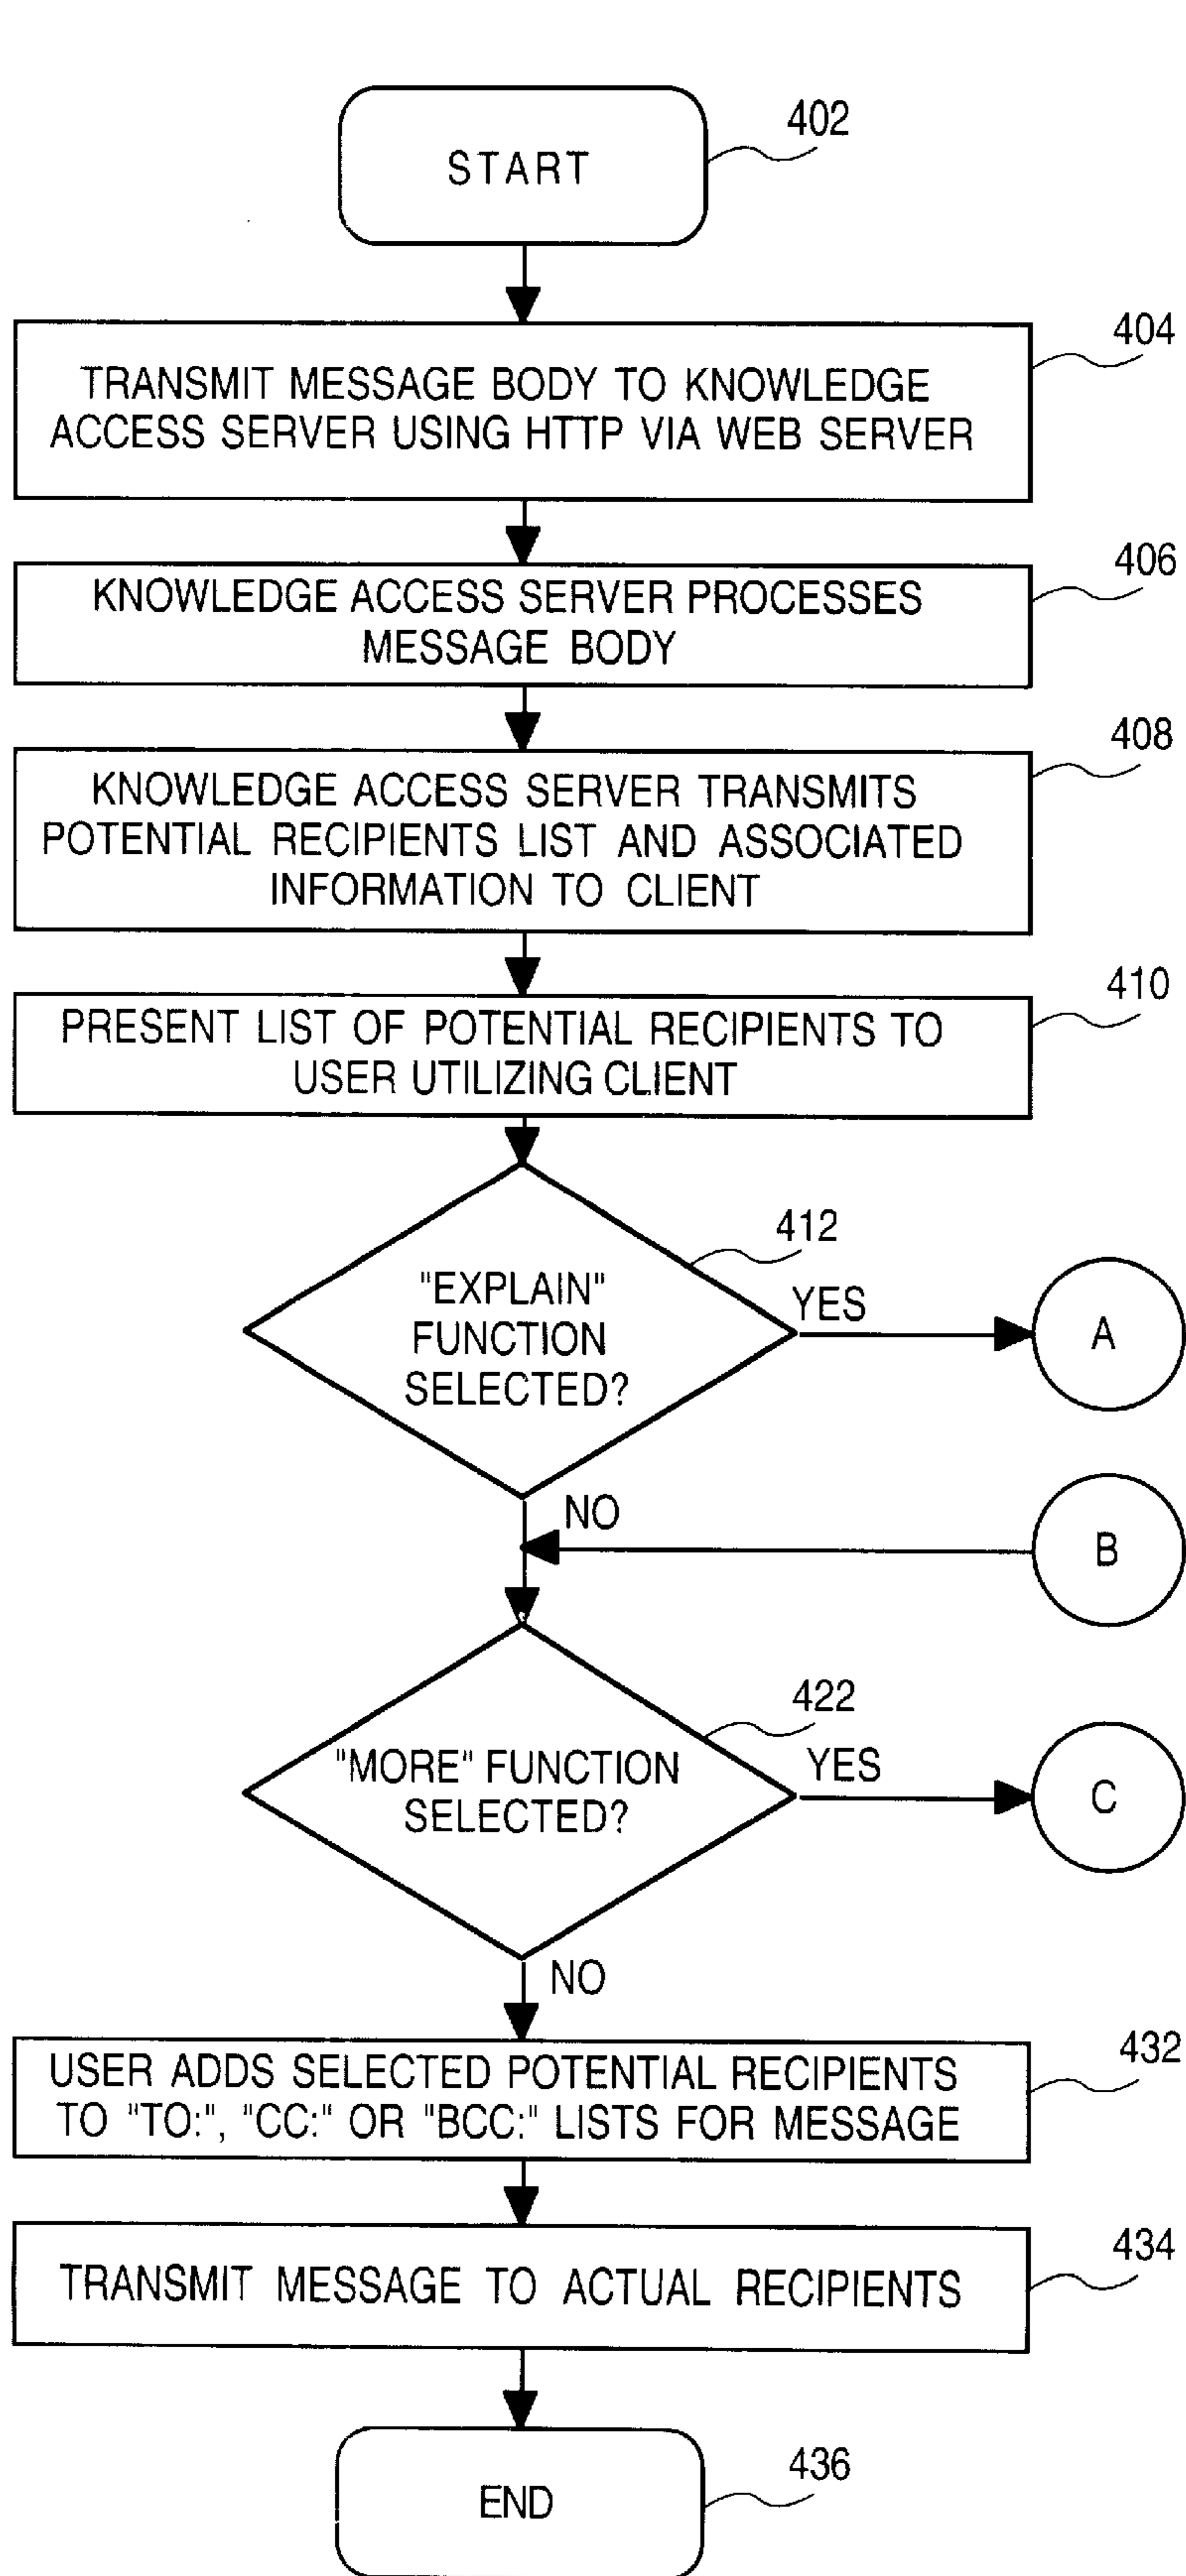 START
402
TRANSMIT MESSAGE BODY TO KNOWLEDGE
ACCESS SERVER USING HTTP VIA WEB SERVER
404
KNOWLEDGE ACCESS SERVER PROCESSES
MESSAGE BODY
406
KNOWLEDGE ACCESS SERVER TRANSMITS
POTENTIAL RECIPIENTS LIST AND ASSOCIATED
INFORMATION TO CLIENT
408
PRESENT LIST OF POTENTIAL RECIPIENTS TO
USER UTILIZING CLIENT
410
"EXPLAIN"
FUNCTION
SELECTED?
412
YES
A
NO
B
"MORE" FUNCTION
SELECTED?
422
YES
C
NO
USER ADDS SELECTED POTENTIAL RECIPIENTS
TO "TO:", "CC:" OR "BCC:" LISTS FOR MESSAGE
432
TRANSMIT MESSAGE TO ACTUAL RECIPIENTS
434
END
436